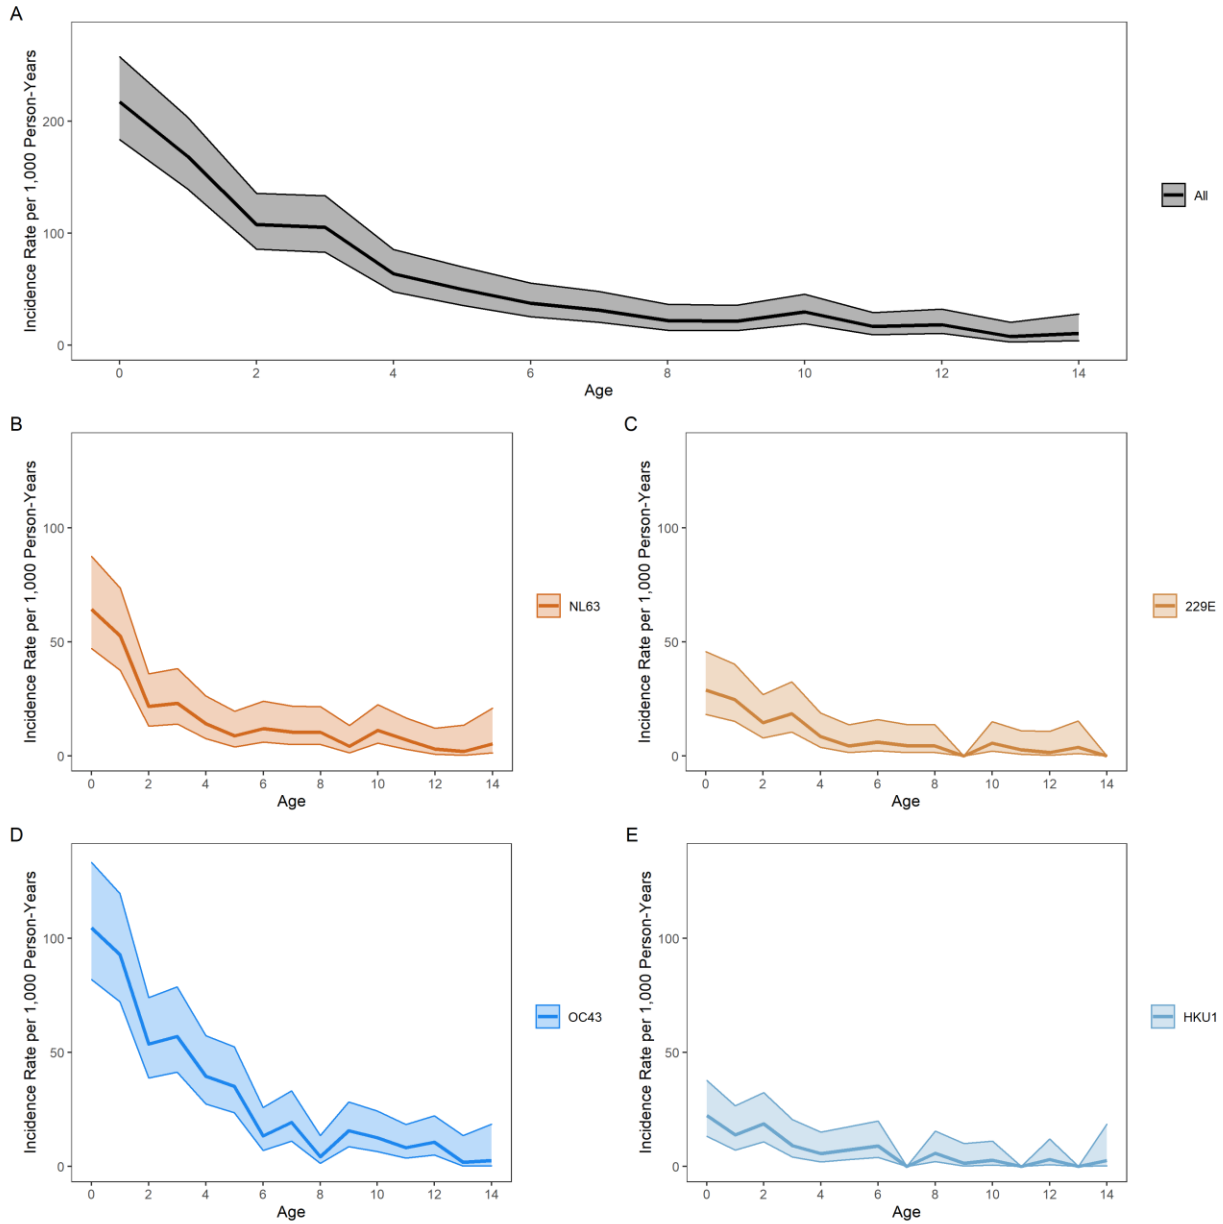 A
Incidence Rate per 1,000 Person-Years
200
100
0
0 2 4 6 8 10 12 14
Age
All
B
Incidence Rate per 1,000 Person-Years
100
50
0
0 2 4 6 8 10 12 14
Age
NL63
C
Incidence Rate per 1,000 Person-Years
100
50
0
0 2 4 6 8 10 12 14
Age
229E
D
Incidence Rate per 1,000 Person-Years
100
50
0
0 2 4 6 8 10 12 14
Age
OC43
E
Incidence Rate per 1,000 Person-Years
100
50
0
0 2 4 6 8 10 12 14
Age
HKU1